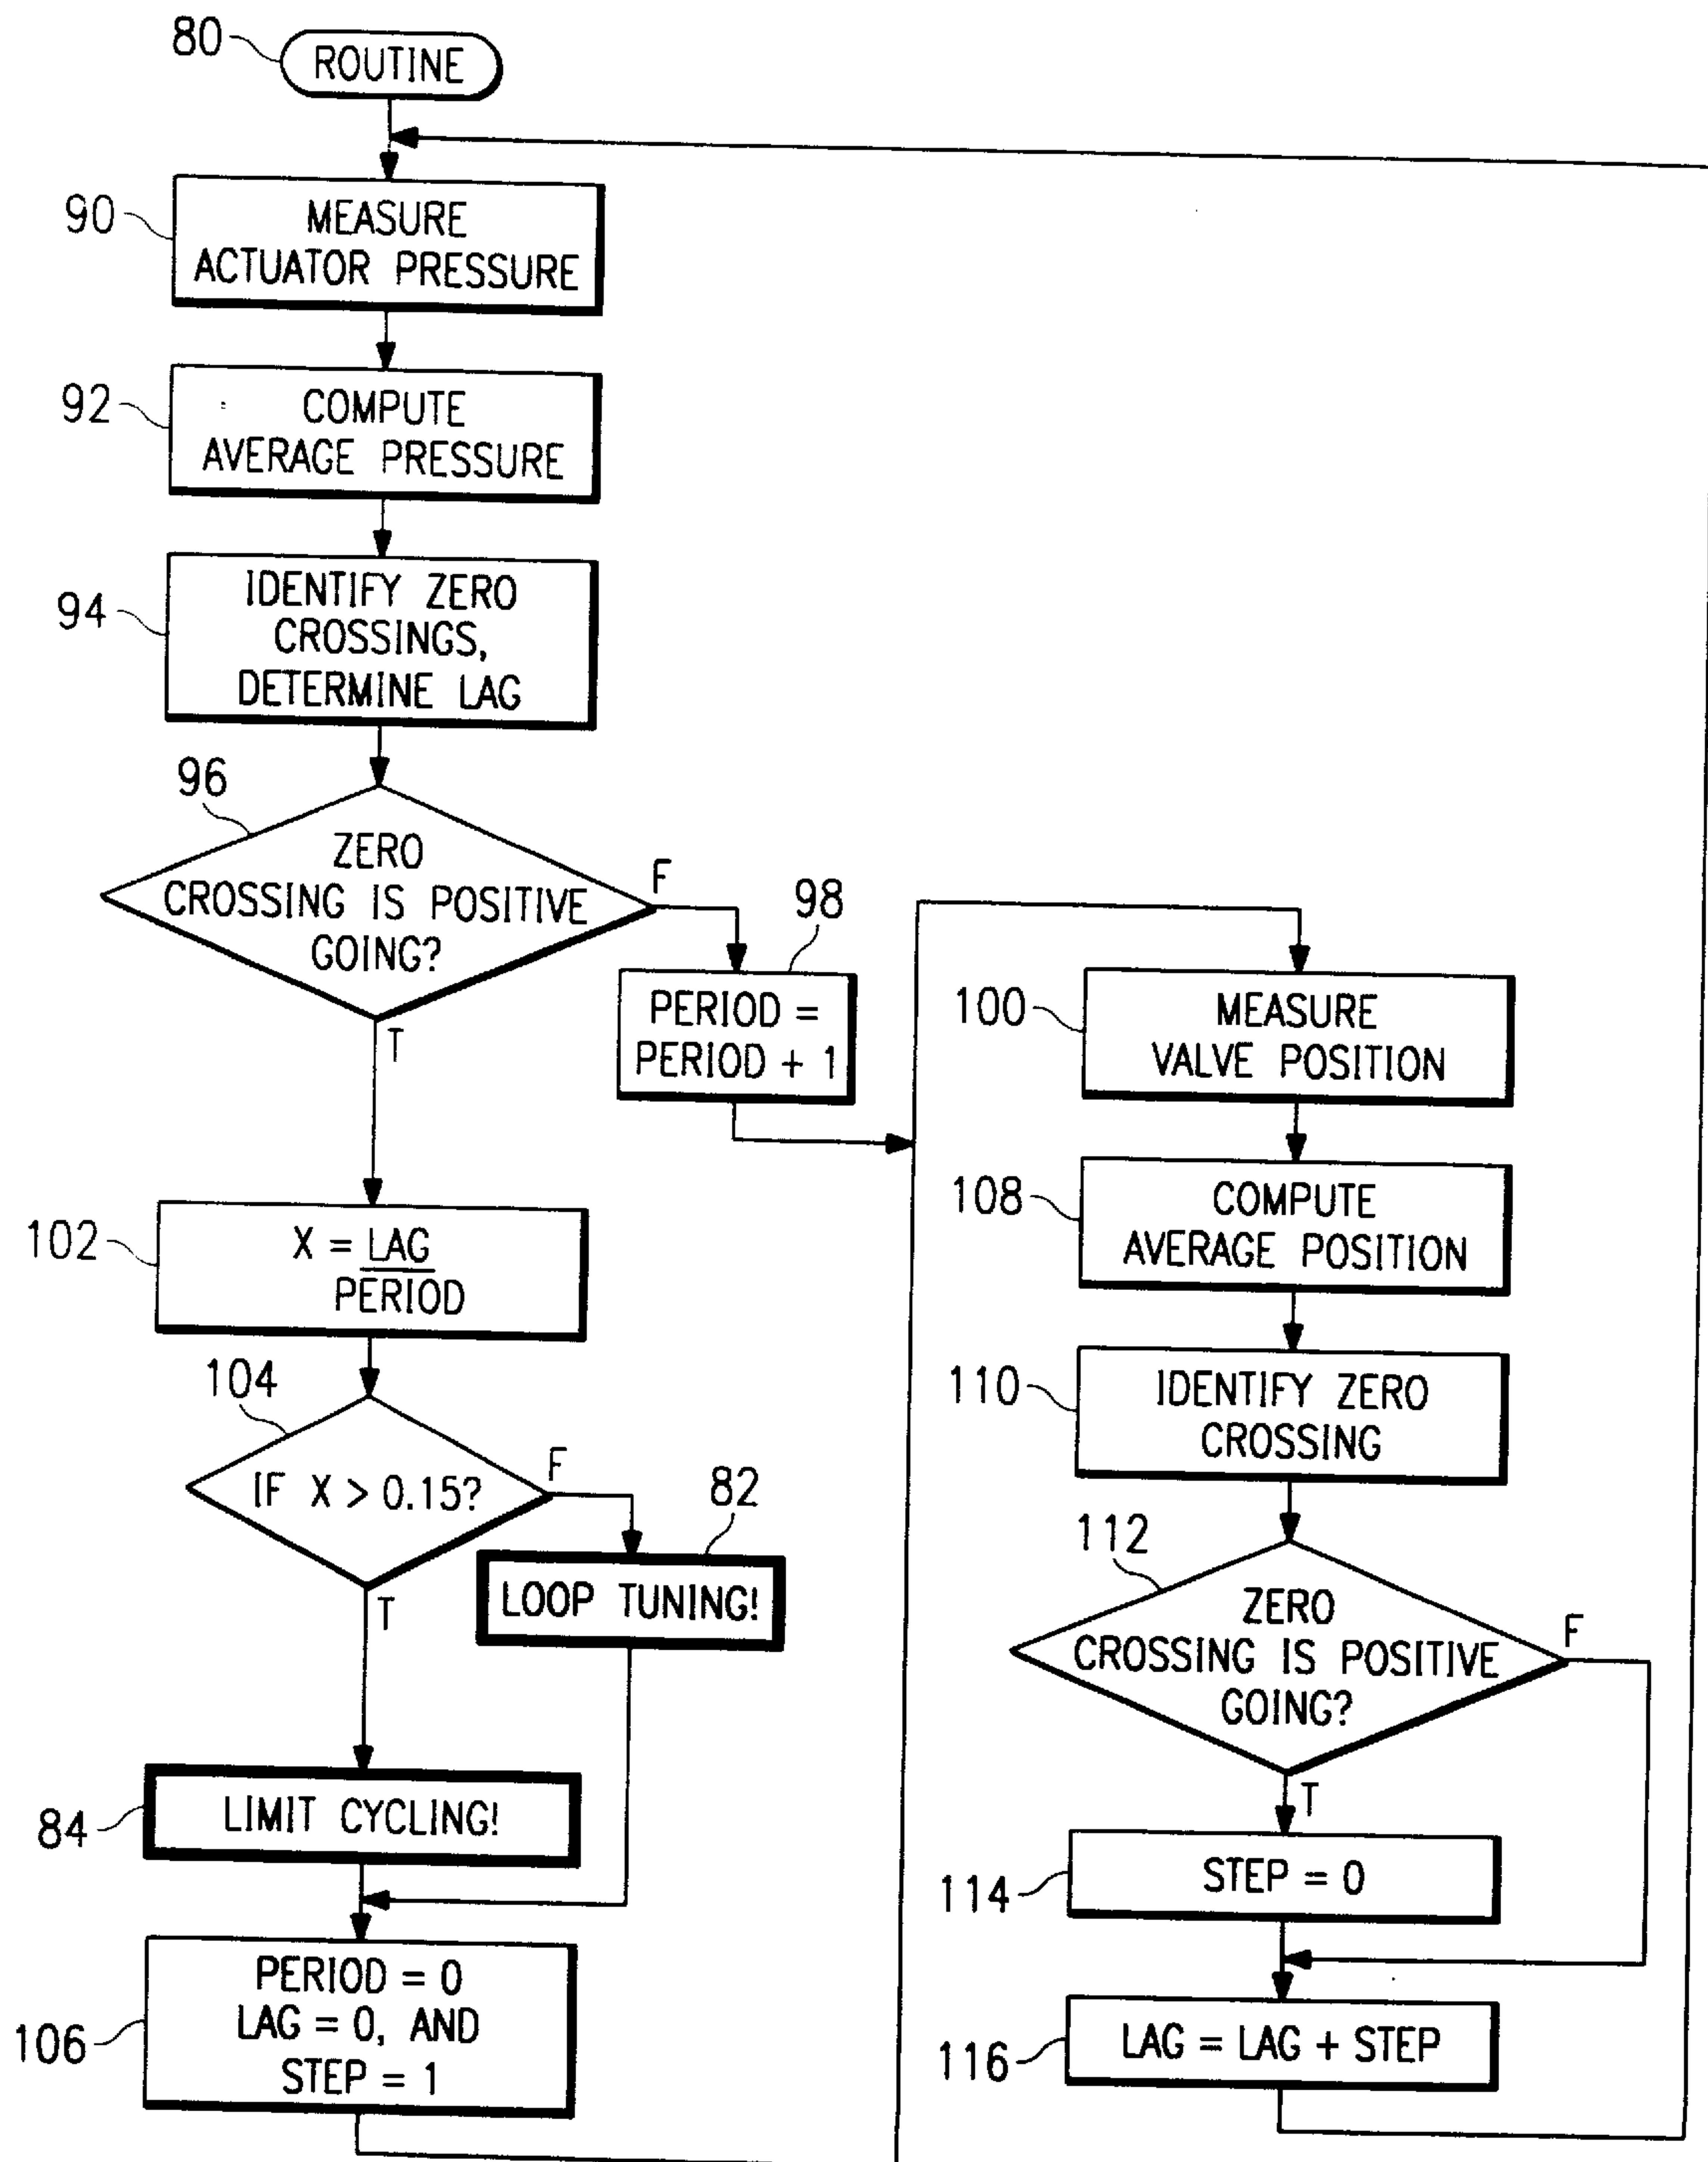 80
ROUTINE
90
MEASURE
ACTUATOR PRESSURE
92
COMPUTE
AVERAGE PRESSURE
94
IDENTIFY ZERO
CROSSINGS,
DETERMINE LAG
96
ZERO
CROSSING IS POSITIVE
GOING?
F
T
98
PERIOD =
PERIOD + 1
102
X = LAG
PERIOD
104
IF X > 0.15?
F
T
82
LOOP TUNING!
84
LIMIT CYCLING!
106
PERIOD = 0
LAG = 0, AND
STEP = 1
100
MEASURE
VALVE POSITION
108
COMPUTE
AVERAGE POSITION
110
IDENTIFY ZERO
CROSSING
112
ZERO
CROSSING IS POSITIVE
GOING?
F
T
114
STEP = 0
116
LAG = LAG + STEP